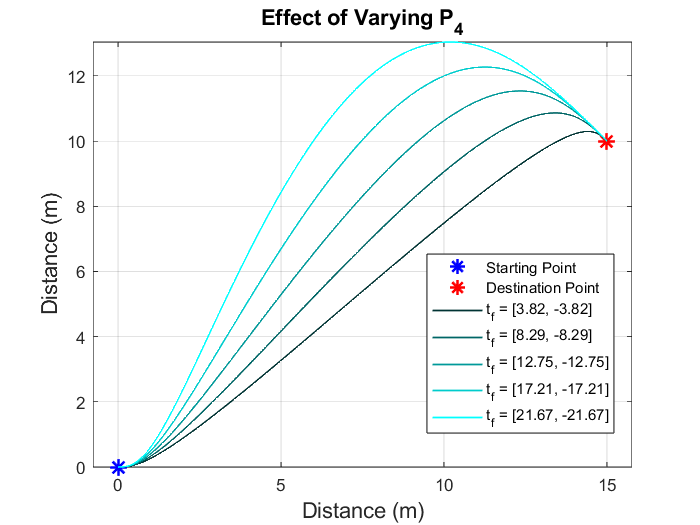 Effect of Varying P4
12
10
8
6
4
2
0
Distance (m)
Starting Point
Destination Point
tf = [3.82, -3.82]
tf = [8.29, -8.29]
tf = [12.75, -12.75]
tf = [17.21, -17.21]
tf = [21.67, -21.67]
0 5 10 15
Distance (m)